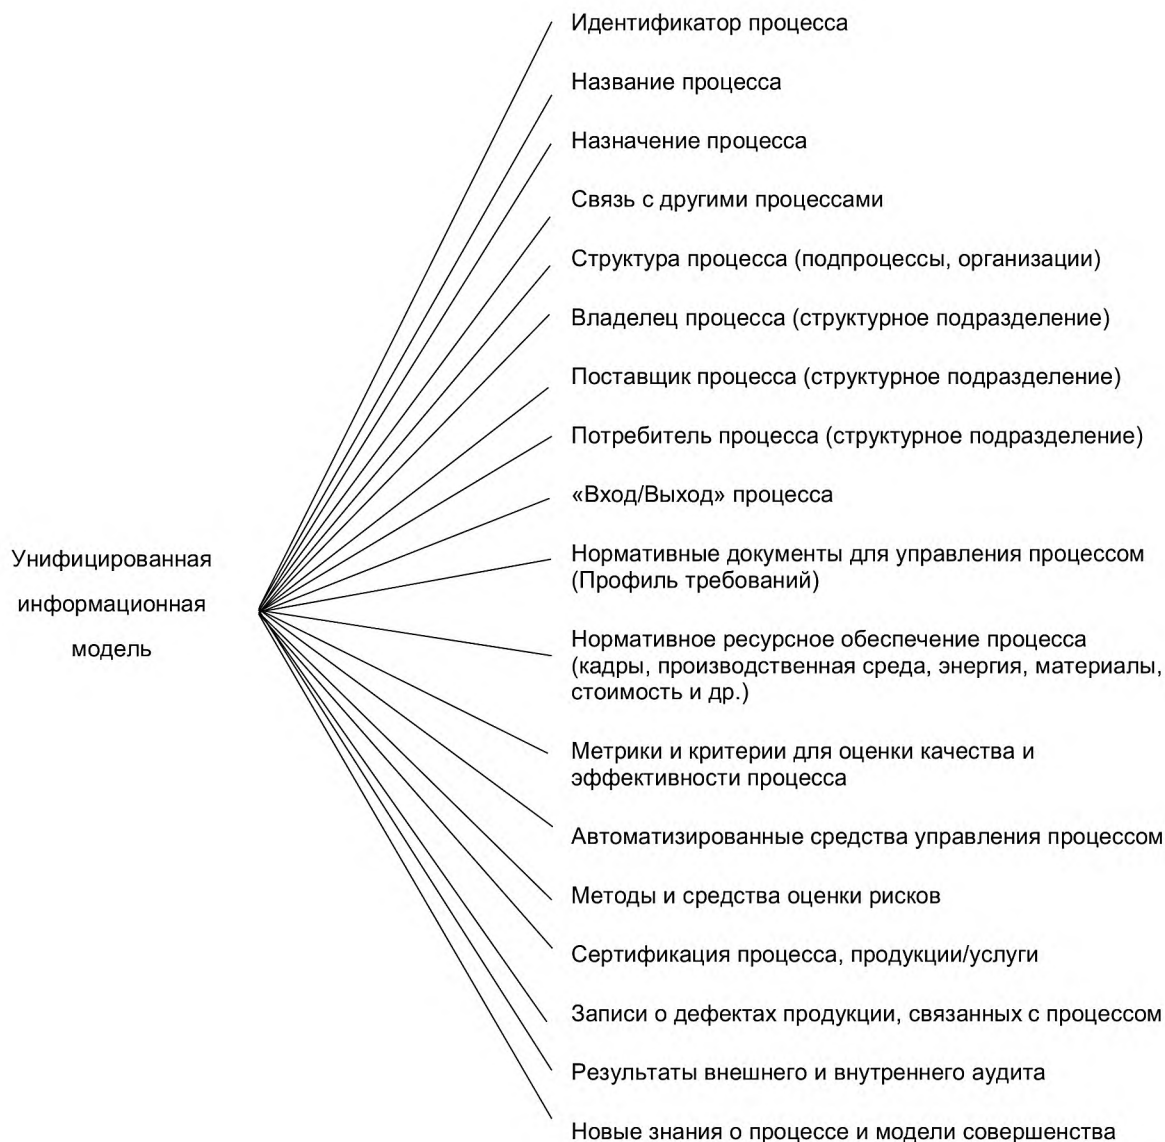 Идентификатор процесса
Название процесса
Назначение процесса
Связь с другими процессами
Структура процесса (подпроцессы, организации)
Владелец процесса (структурное подразделение)
Поставщик процесса (структурное подразделение)
Потребитель процесса (структурное подразделение)
«Вход/Выход» процесса
Унифицированная
информационная
модель
Нормативные документы для управления процессом
(Профиль требований)
Нормативное ресурсное обеспечение процесса
(кадры, производственная среда, энергия, материалы,
стоимость и др.)
Метрики и критерии для оценки качества и
эффективности процесса
Автоматизированные средства управления процессом
Методы и средства оценки рисков
Сертификация процесса, продукции/услуги
Записи о дефектах продукции, связанных с процессом
Результаты внешнего и внутреннего аудита
Новые знания о процессе и модели совершенства